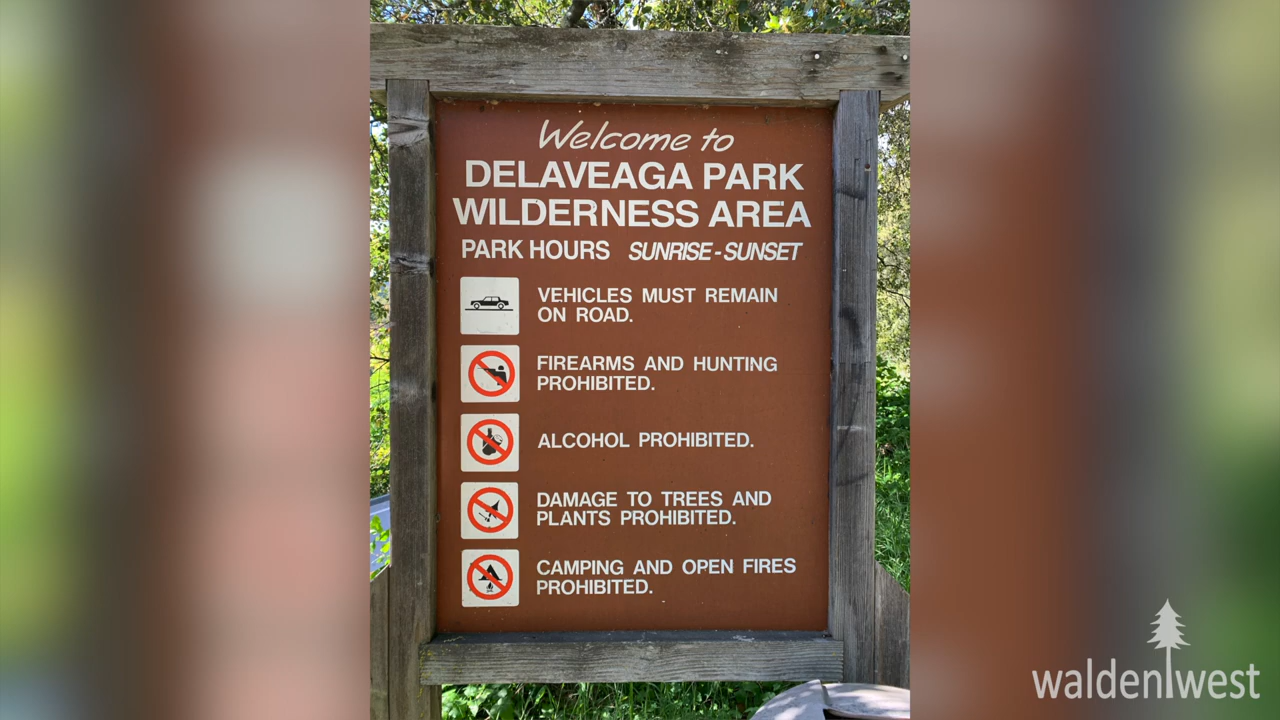 Welcome to
DELAVEAGA PARK
WILDERNESS AREA
PARK HOURS SUNRISE-SUNSET
VEHICLES MUST REMAIN
ON ROAD.
FIREARMS AND HUNTING
PROHIBITED.
ALCOHOL PROHIBITED.
DAMAGE TO TREES AND
PLANTS PROHIBITED.
CAMPING AND OPEN FIRES
PROHIBITED.
waldenwest